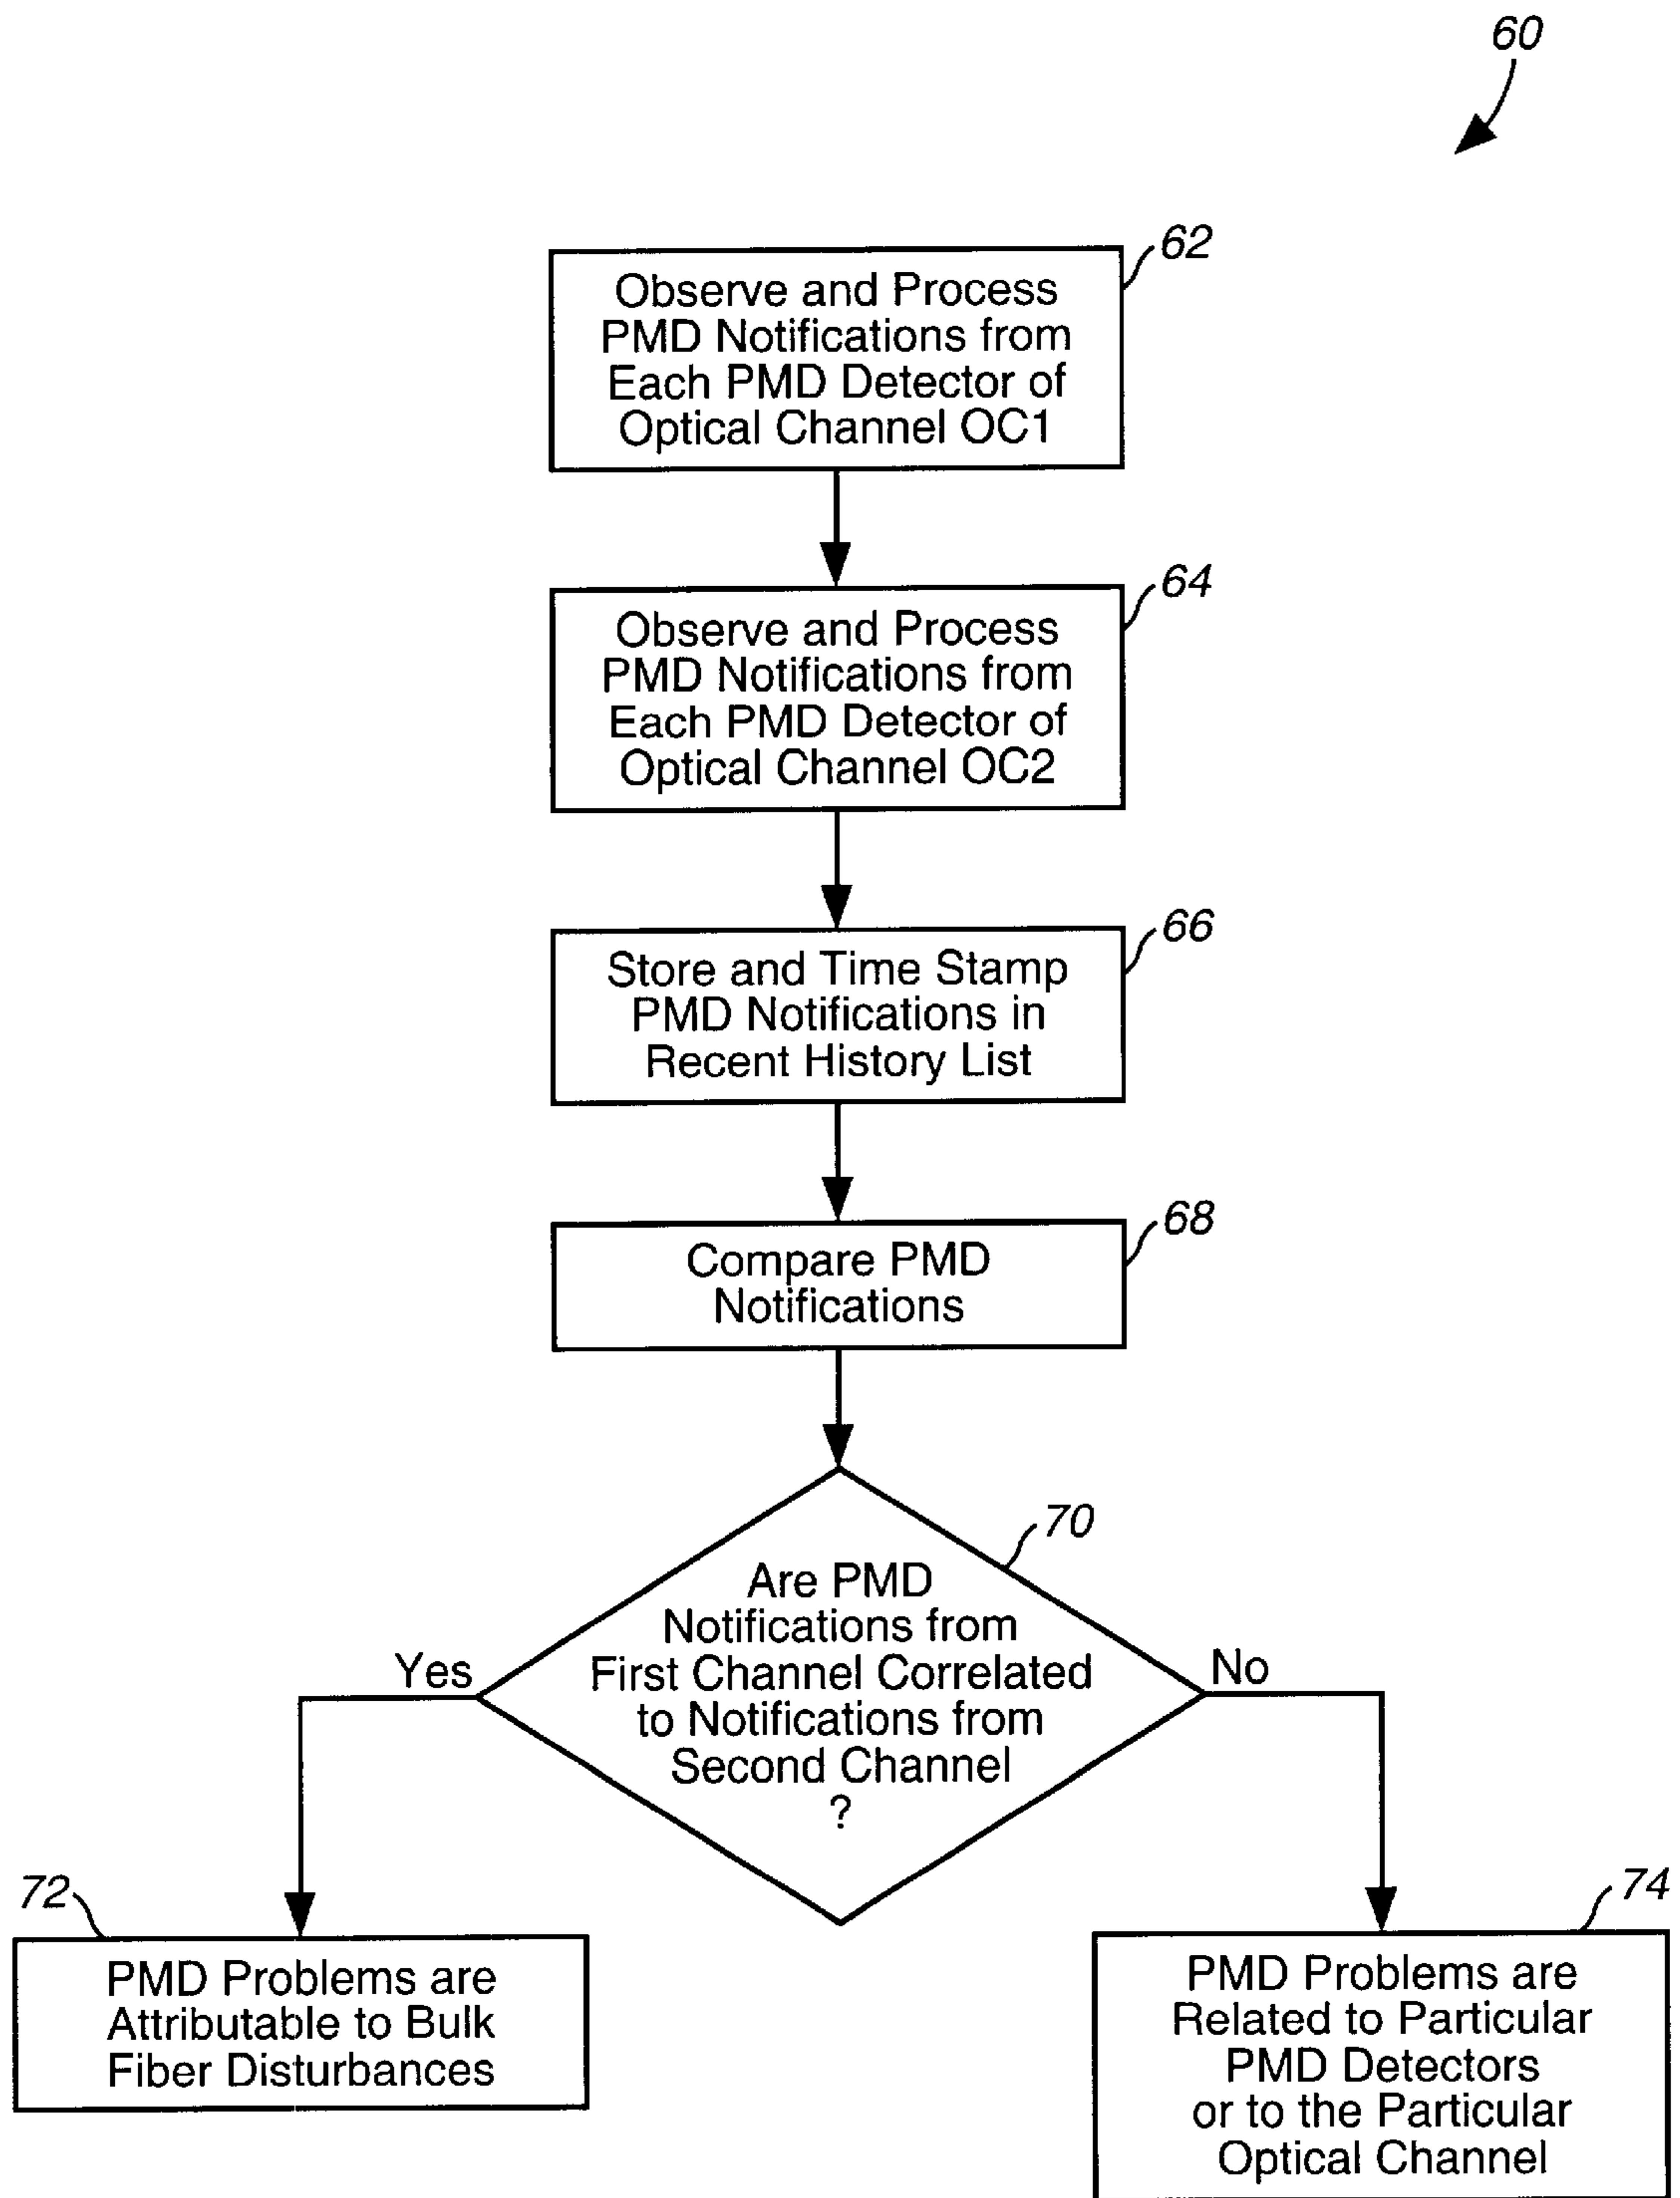 60
62
Observe and Process
PMD Notifications from
Each PMD Detector of
Optical Channel OC1
64
Observe and Process
PMD Notifications from
Each PMD Detector of
Optical Channel OC2
66
Store and Time Stamp
PMD Notifications in
Recent History List
68
Compare PMD
Notifications
70
Are PMD
Notifications from
First Channel Correlated
to Notifications from
Second Channel
?
Yes
No
72
PMD Problems are
Attributable to Bulk
Fiber Disturbances
74
PMD Problems are
Related to Particular
PMD Detectors
or to the Particular
Optical Channel